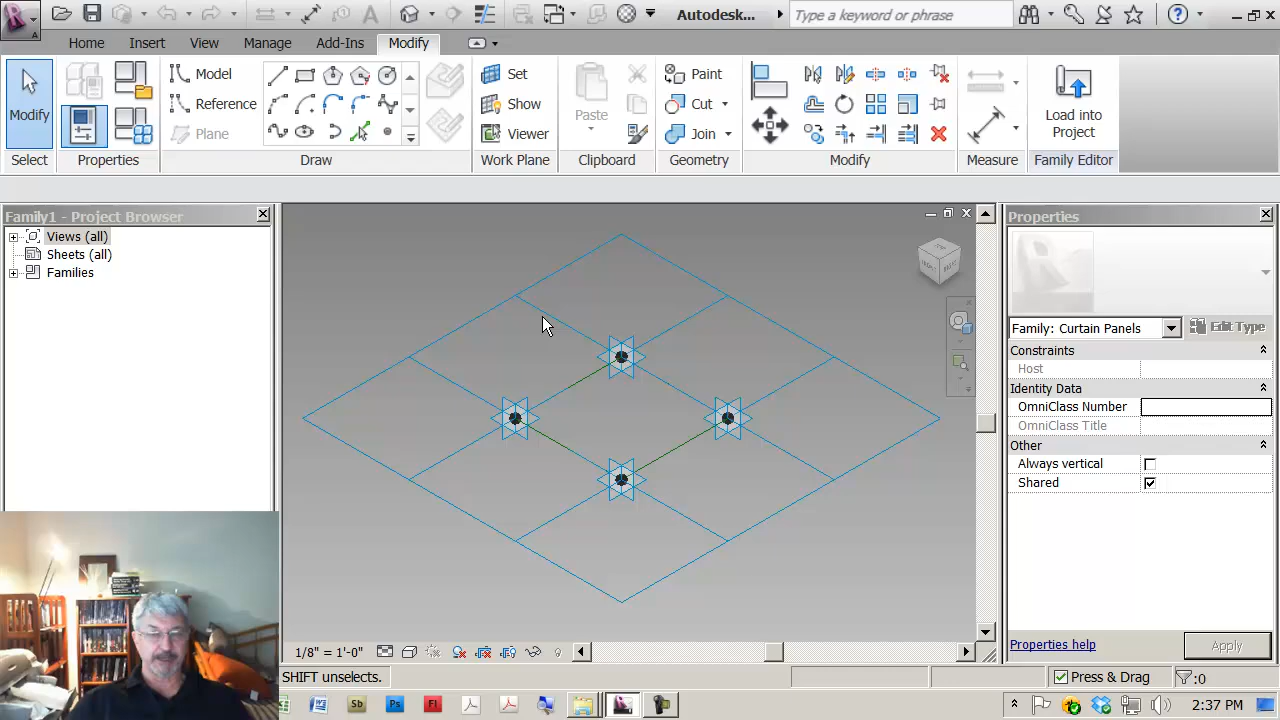 Autodesk...
Type a keyword or phrase
Home Insert View Manage Add-Ins Modify
Modify
Model
Reference
Plane
Set
Show
Viewer
Paste
Paint
Cut
Join
Load into
Project
Select Properties Draw Work Plane Clipboard Geometry Modify Measure Family Editor
Family1 - Project Browser
Views (all)
Sheets (all)
Families
TOP
Properties
Family: Curtain Panels
Edit Type
Constraints
Host
Identity Data
OmniClass Number
OmniClass Title
Other
Always vertical
Shared
Properties help
Apply
1/8" = 1'-0"
SHIFT unselects.
Press & Drag
:0
Sb Ps Fl
2:37 PM